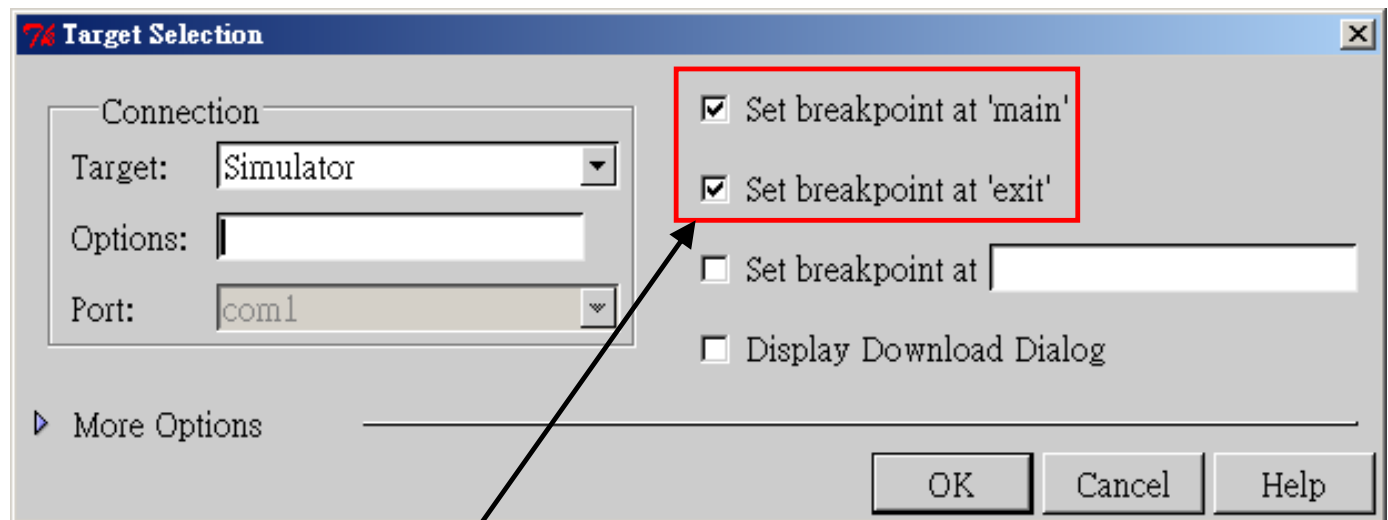 Target Selection
Connection
Target: Simulator
Options:
Port: com1
Set breakpoint at 'main'
Set breakpoint at 'exit'
Set breakpoint at
Display Download Dialog
More Options
OK Cancel Help